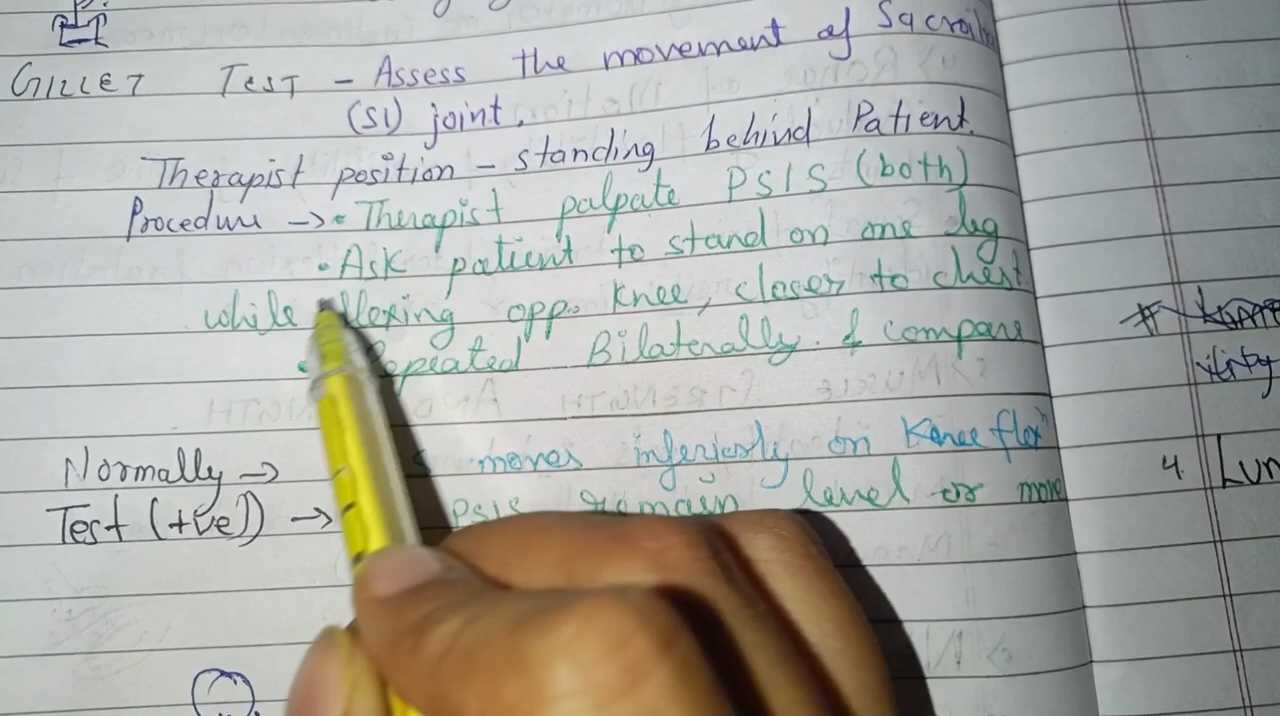 GILLET TEST - Assess the movement of Sacroilia
(SI) joint.
Therapist position - standing behind Patient.
Procedure → • Therapist palpate PSIS (both)
• Ask patient to stand on one leg
while flexing opp. knee, closer to chest.
• Repeated Bilaterally. & compare
Normally → moves inferiorly on Knee flexⁿ
Test (+ve)) → PSIS remain level or move
4. Lun